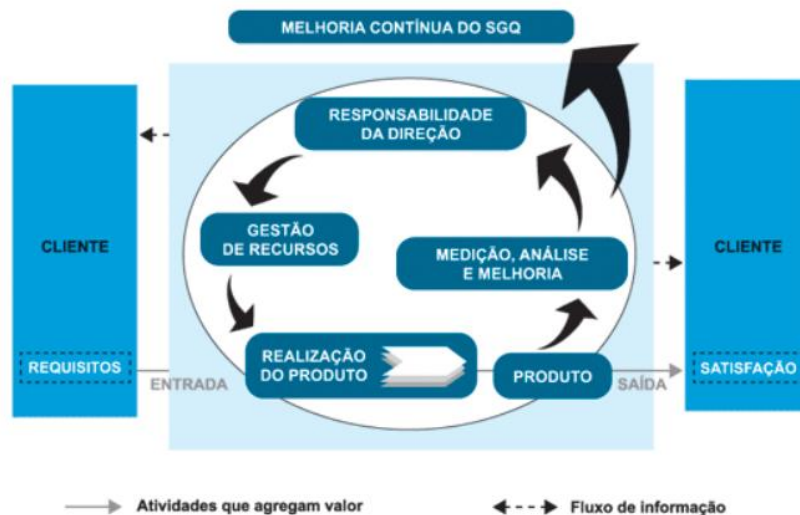 MELHORIA CONTÍNUA DO SGQ
RESPONSABILIDADE
DA DIREÇÃO
GESTÃO
DE RECURSOS
MEDIÇÃO, ANÁLISE
E MELHORIA
CLIENTE
CLIENTE
REALIZAÇÃO
DO PRODUTO
PRODUTO
REQUISITOS
ENTRADA
SAÍDA
SATISFAÇÃO
Atividades que agregam valor
Fluxo de informação